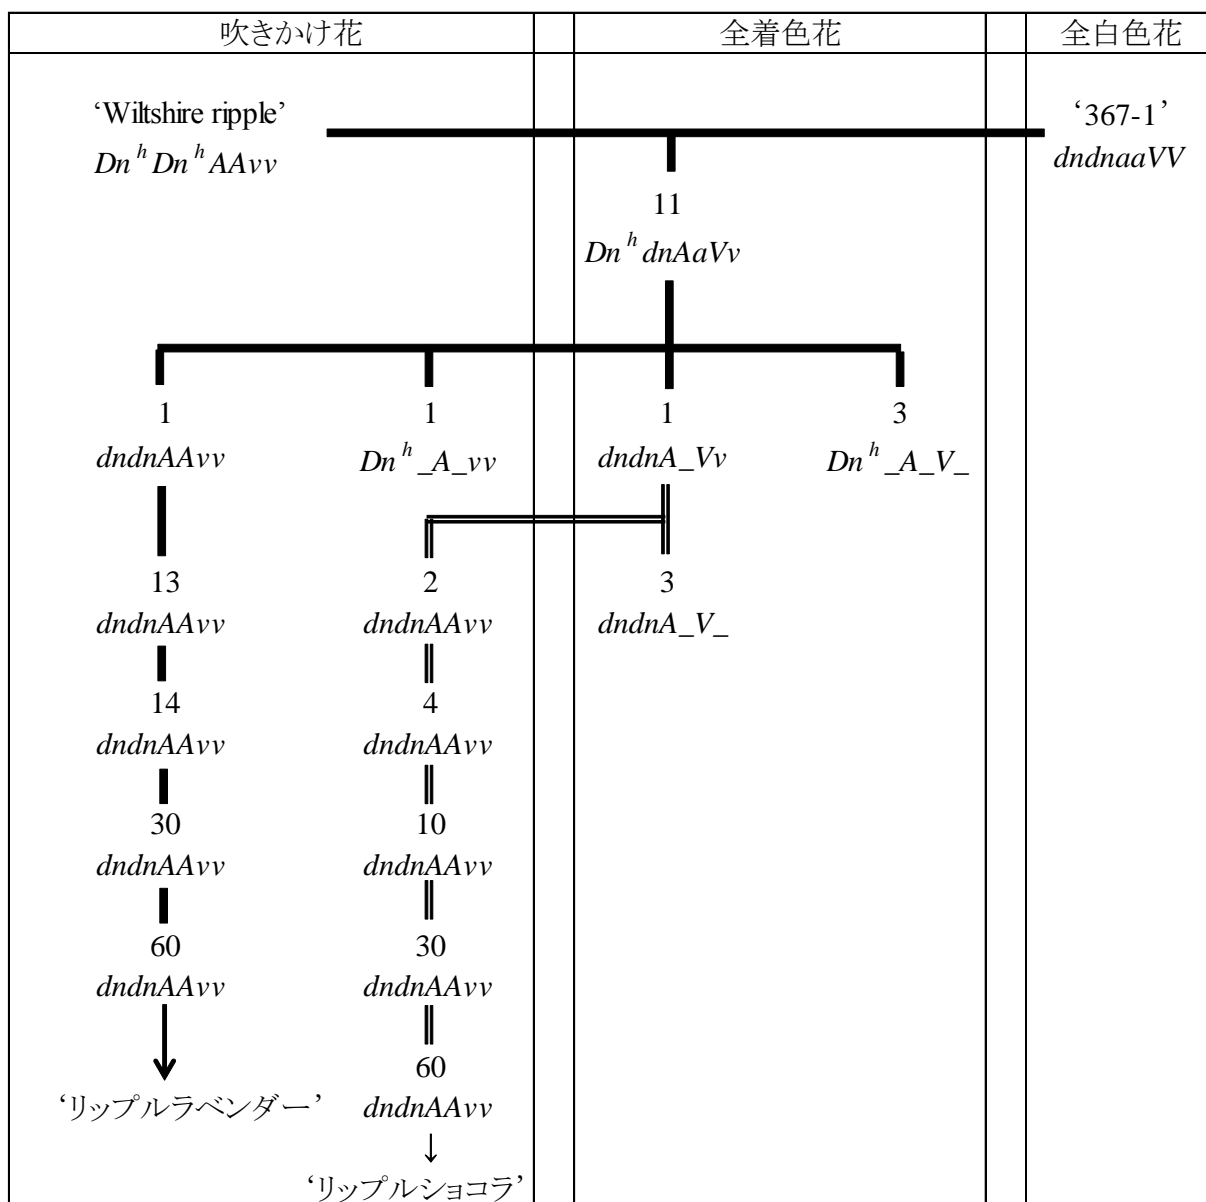 吹きかけ花 全着色花 全白色花
‘Wiltshire ripple’ ‘367-1’
Dn^h Dn^h AAvv dndnaaVV
11
Dn^h dnAaVv
1 1 1 3
dndnAAvv Dn^h_A_vv dndnA_Vv Dn^h_A_V_
13 2 3
dndnAAvv dndnAAvv dndnA_V_
14 4
dndnAAvv dndnAAvv
30 10
dndnAAvv dndnAAvv
60 30
dndnAAvv dndnAAvv
60
‘リップルラベンダー’ dndnAAvv
‘リップルショコラ’